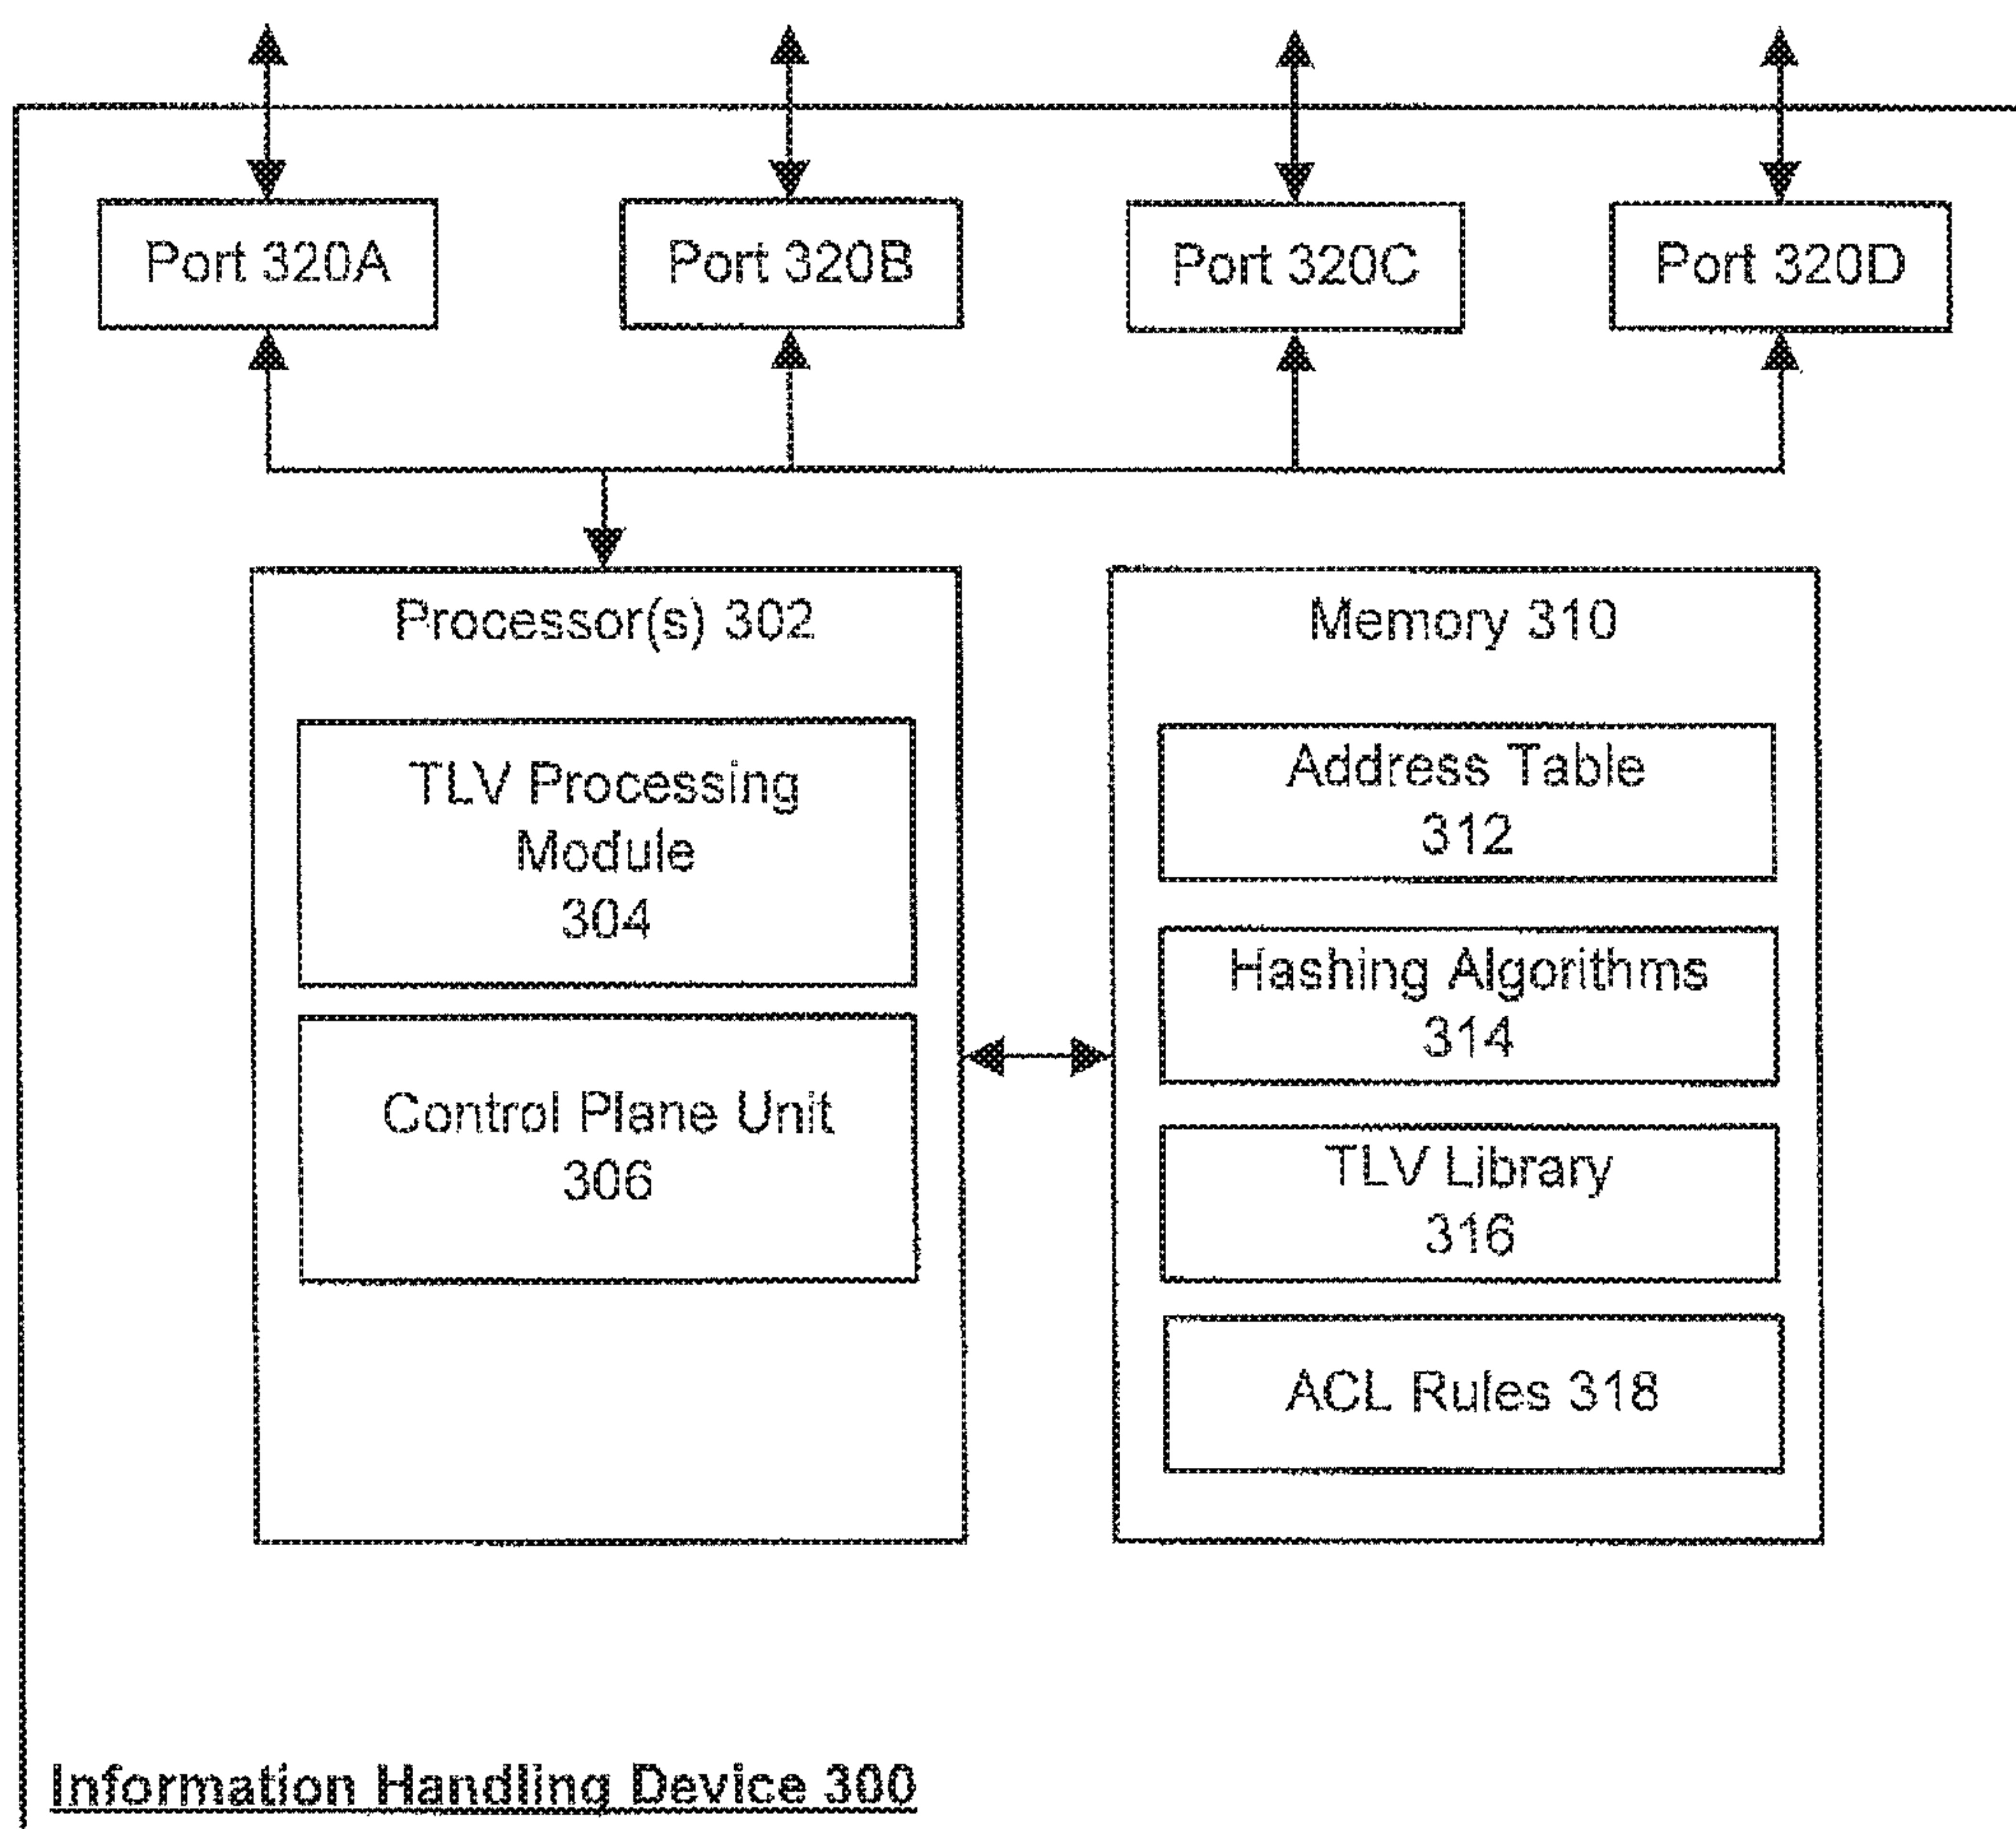 Port 320A
Port 320B
Port 320C
Port 320D
Processor(s) 302
TLV Processing
Module
304
Control Plane Unit
306
Memory 310
Address Table
312
Hashing Algorithms
314
TLV Library
316
ACL Rules 318
Information Handling Device 300